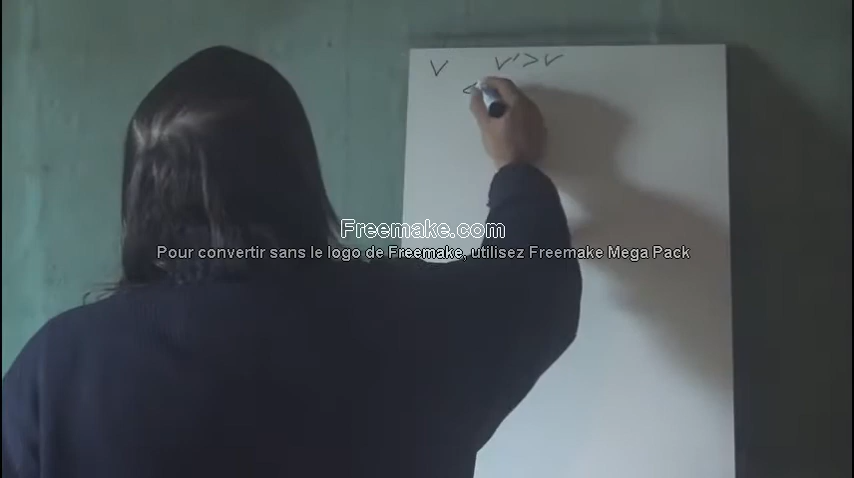 V V'>V
Freemake.com
Pour convertir sans le logo de Freemake, utilisez Freemake Mega Pack